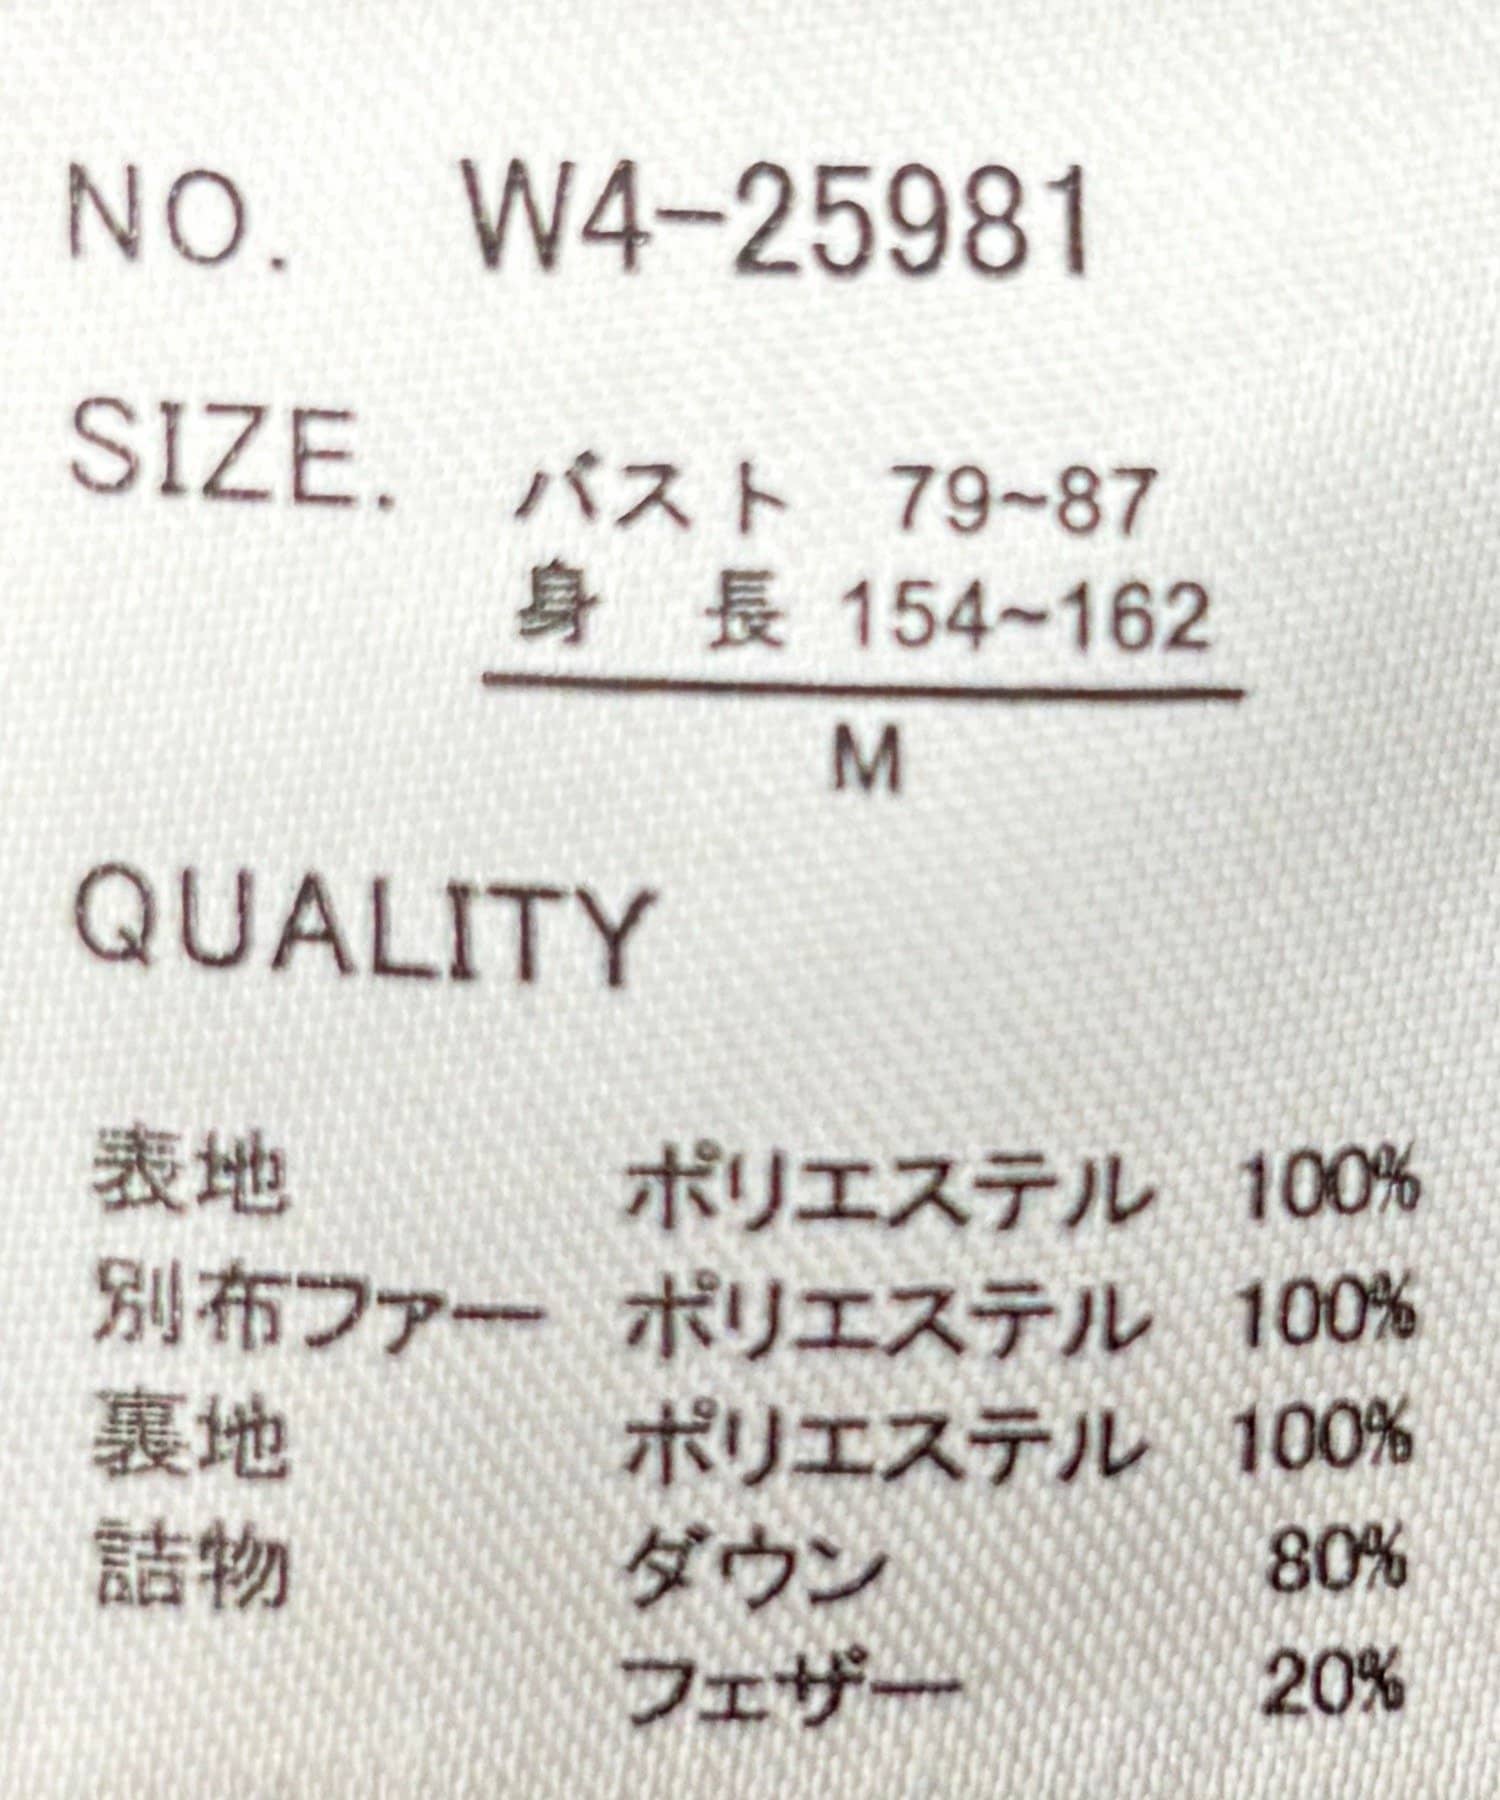 NO. W4-25981
SIZE.
バスト 79~87
身 長 154~162
M
QUALITY
表地 ポリエステル 100%
別布ファー ポリエステル 100%
裏地 ポリエステル 100%
詰物 ダウン 80%
フェザー 20%